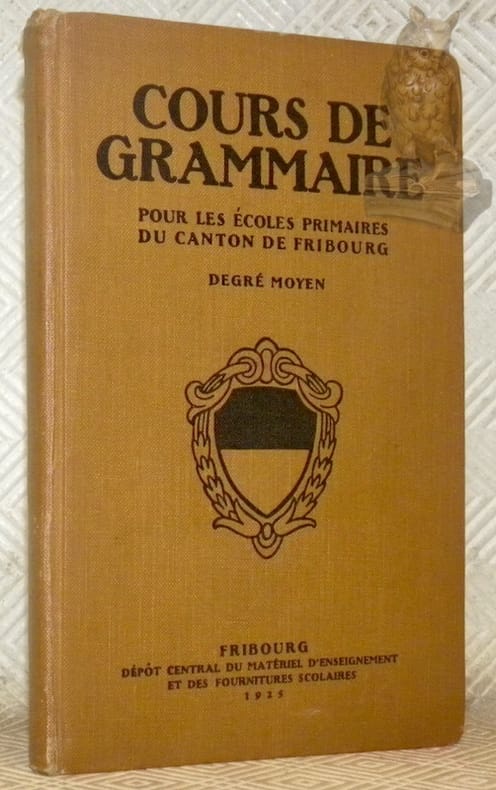 COURS DE
GRAMMAIRE
POUR LES ÉCOLES PRIMAIRES
DU CANTON DE FRIBOURG
DEGRÉ MOYEN
FRIBOURG
DÉPÔT CENTRAL DU MATÉRIEL D'ENSEIGNEMENT
ET DES FOURNITURES SCOLAIRES
1925